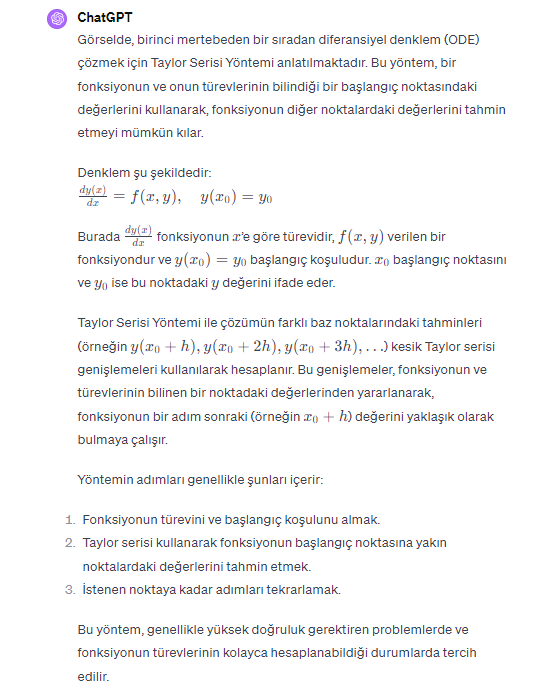 ChatGPT
Görselde, birinci mertebeden bir sıradan diferansiyel denklem (ODE)
çözmek için Taylor Serisi Yöntemi anlatılmaktadır. Bu yöntem, bir
fonksiyonun ve onun türevlerinin bilindiği bir başlangıç noktasındaki
değerlerini kullanarak, fonksiyonun diğer noktalardaki değerlerini tahmin
etmeyi mümkün kılar.
Denklem şu şekildedir:
dy(x)/dx = f(x, y), y(x₀) = y₀
Burada dy(x)/dx fonksiyonun x'e göre türevidir, f(x, y) verilen bir
fonksiyondur ve y(x₀) = y₀ başlangıç koşuludur. x₀ başlangıç noktasını
ve y₀ ise bu noktadaki y değerini ifade eder.
Taylor Serisi Yöntemi ile çözümün farklı baz noktalarındaki tahminleri
(örneğin y(x₀ + h), y(x₀ + 2h), y(x₀ + 3h), . . .) kesik Taylor serisi
genişlemeleri kullanılarak hesaplanır. Bu genişlemeler, fonksiyonun ve
türevlerinin bilinen bir noktadaki değerlerinden yararlanarak,
fonksiyonun bir adım sonraki (örneğin x₀ + h) değerini yaklaşık olarak
bulmaya çalışır.
Yöntemin adımları genellikle şunları içerir:
1. Fonksiyonun türevini ve başlangıç koşulunu almak.
2. Taylor serisi kullanarak fonksiyonun başlangıç noktasına yakın
noktalardaki değerlerini tahmin etmek.
3. İstenen noktaya kadar adımları tekrarlamak.
Bu yöntem, genellikle yüksek doğruluk gerektiren problemlerde ve
fonksiyonun türevlerinin kolayca hesaplanabildiği durumlarda tercih
edilir.